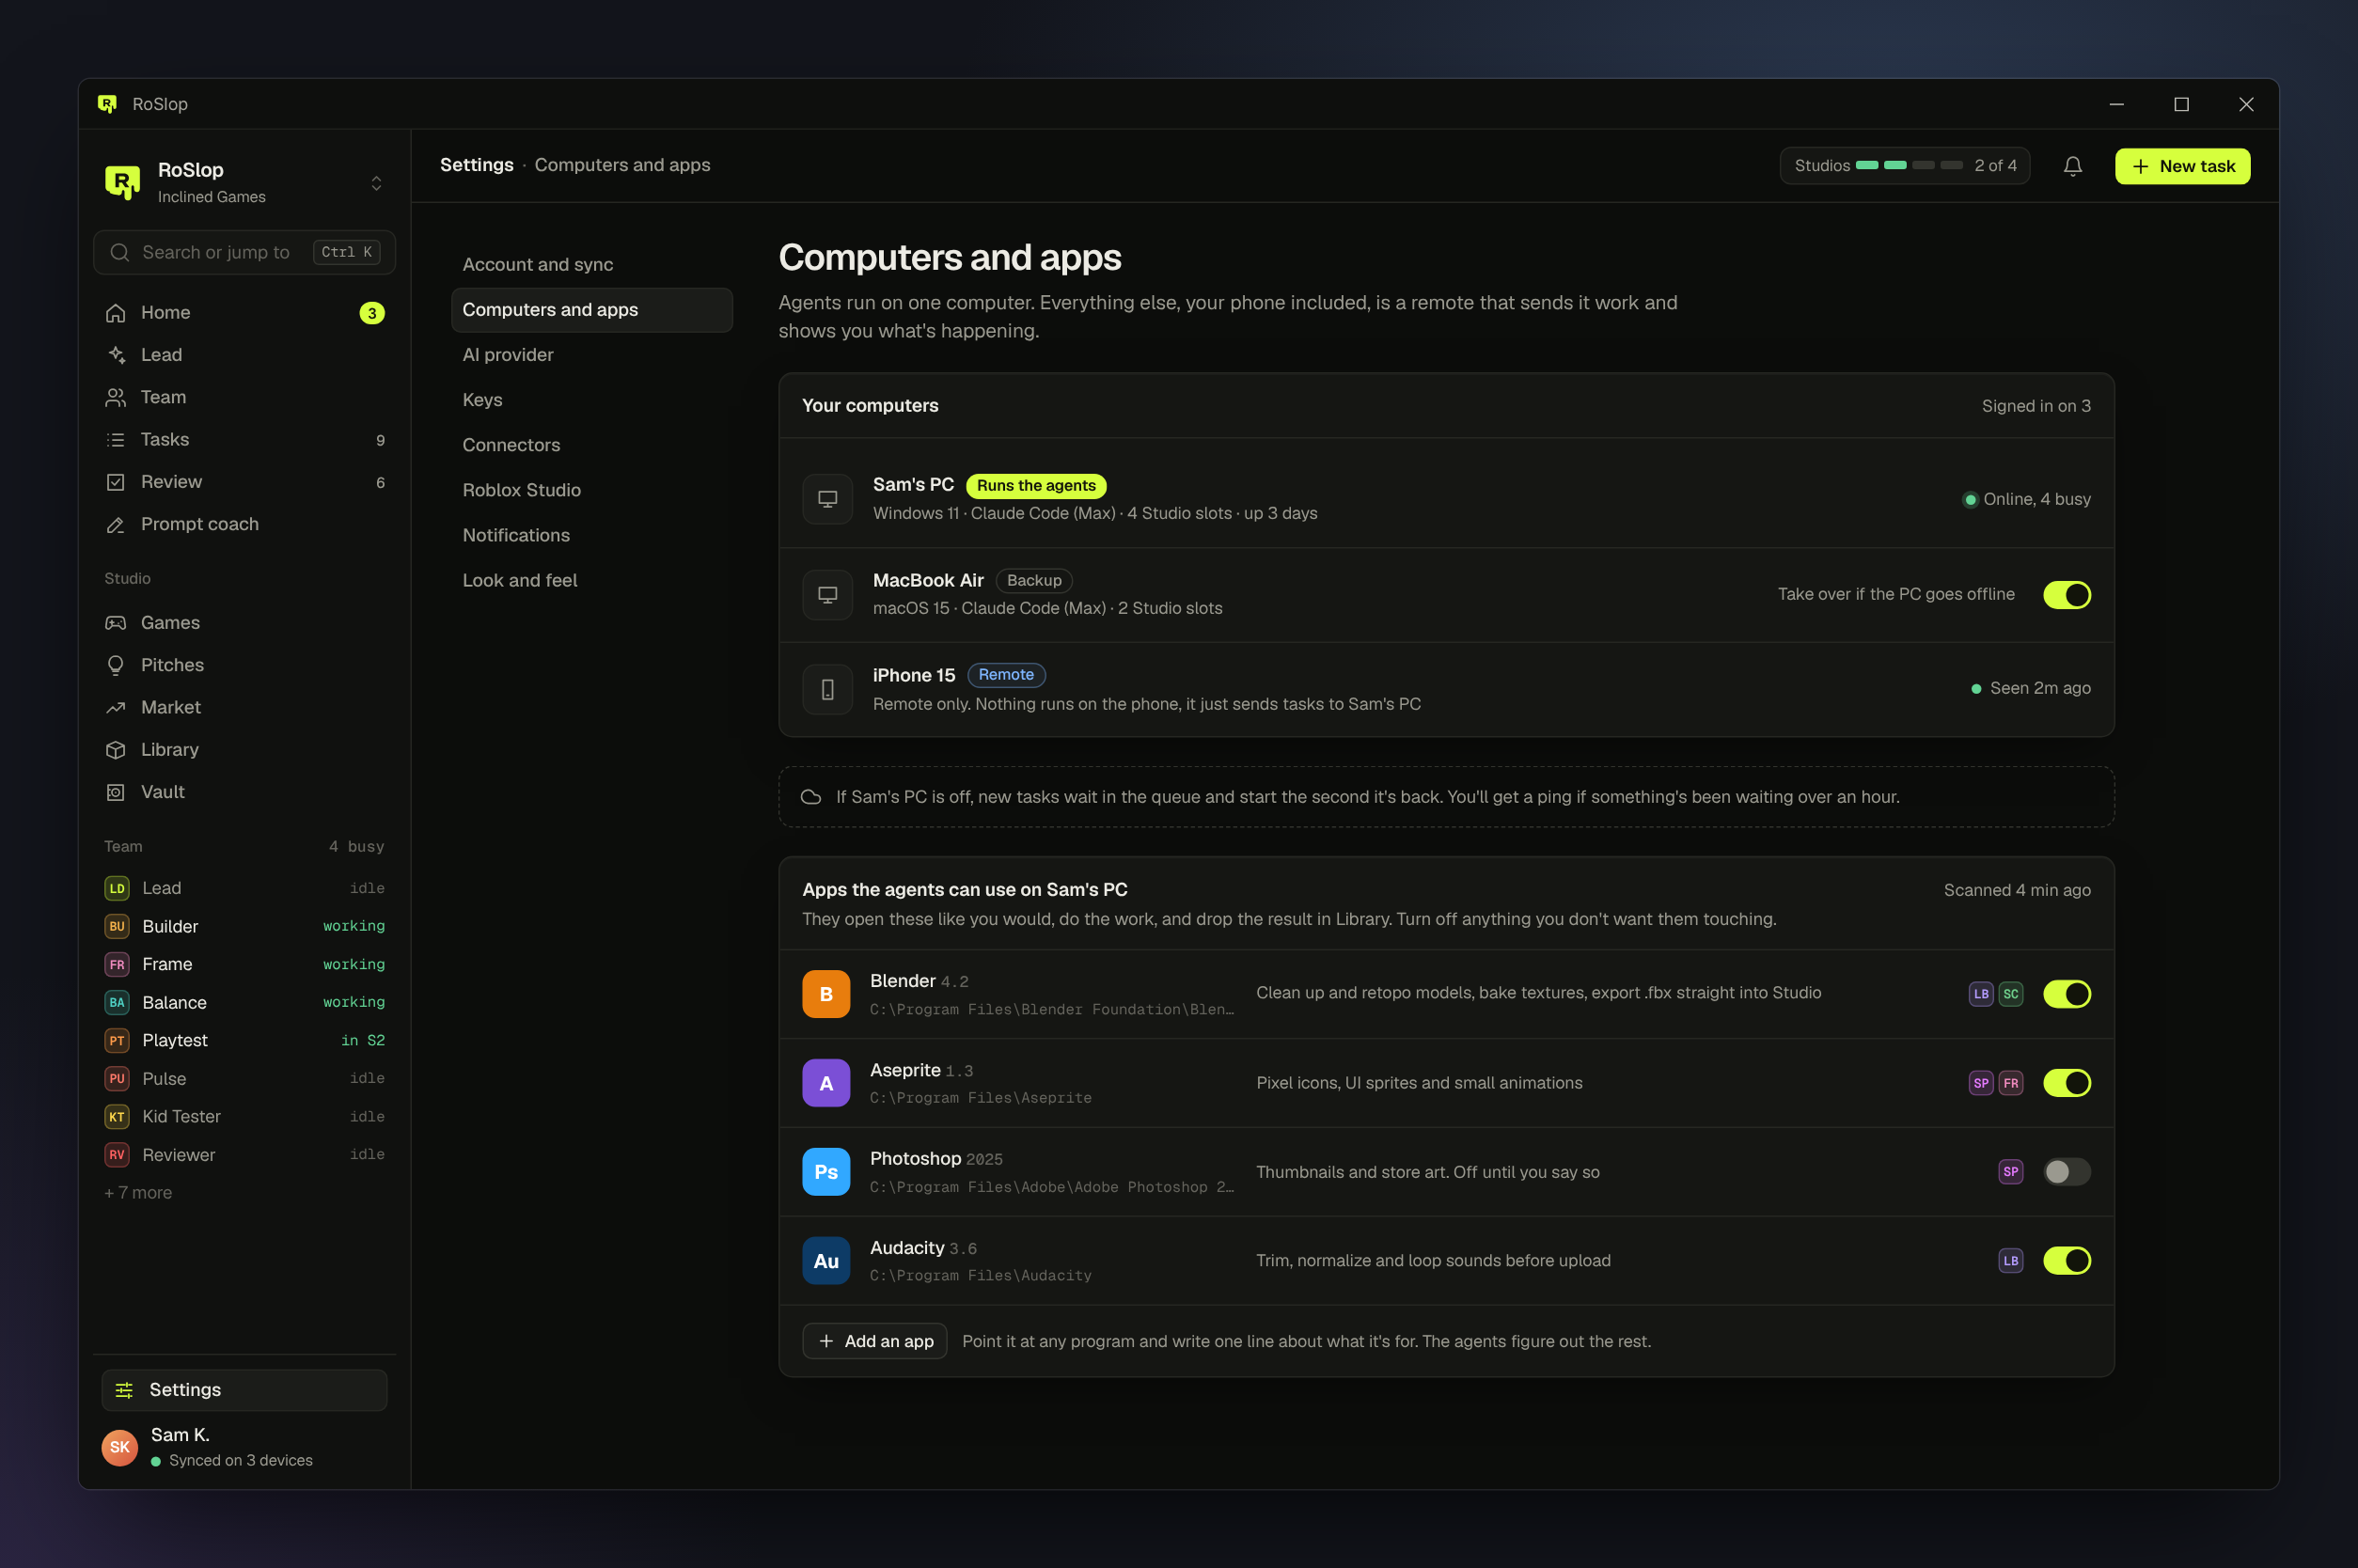 RoSlop
RoSlop
Inclined Games
Search or jump to
Ctrl K
Home
3
Lead
Team
Tasks
9
Review
6
Prompt coach
Studio
Games
Pitches
Market
Library
Vault
Team
4 busy
LD Lead idle
BU Builder working
FR Frame working
BA Balance working
PT Playtest in S2
PU Pulse idle
KT Kid Tester idle
RV Reviewer idle
+ 7 more
Settings
SK
Sam K.
Synced on 3 devices
Settings · Computers and apps
Studios 2 of 4
+ New task
Account and sync
Computers and apps
AI provider
Keys
Connectors
Roblox Studio
Notifications
Look and feel
Computers and apps
Agents run on one computer. Everything else, your phone included, is a remote that sends it work and
shows you what's happening.
Your computers
Signed in on 3
Sam's PC Runs the agents
Windows 11 · Claude Code (Max) · 4 Studio slots · up 3 days
Online, 4 busy
MacBook Air Backup
macOS 15 · Claude Code (Max) · 2 Studio slots
Take over if the PC goes offline
iPhone 15 Remote
Remote only. Nothing runs on the phone, it just sends tasks to Sam's PC
Seen 2m ago
If Sam's PC is off, new tasks wait in the queue and start the second it's back. You'll get a ping if something's been waiting over an hour.
Apps the agents can use on Sam's PC
Scanned 4 min ago
They open these like you would, do the work, and drop the result in Library. Turn off anything you don't want them touching.
B
Blender 4.2
C:\Program Files\Blender Foundation\Blen…
Clean up and retopo models, bake textures, export .fbx straight into Studio
LB SC
A
Aseprite 1.3
C:\Program Files\Aseprite
Pixel icons, UI sprites and small animations
SP FR
Ps
Photoshop 2025
C:\Program Files\Adobe\Adobe Photoshop 2…
Thumbnails and store art. Off until you say so
SP
Au
Audacity 3.6
C:\Program Files\Audacity
Trim, normalize and loop sounds before upload
LB
+ Add an app
Point it at any program and write one line about what it's for. The agents figure out the rest.